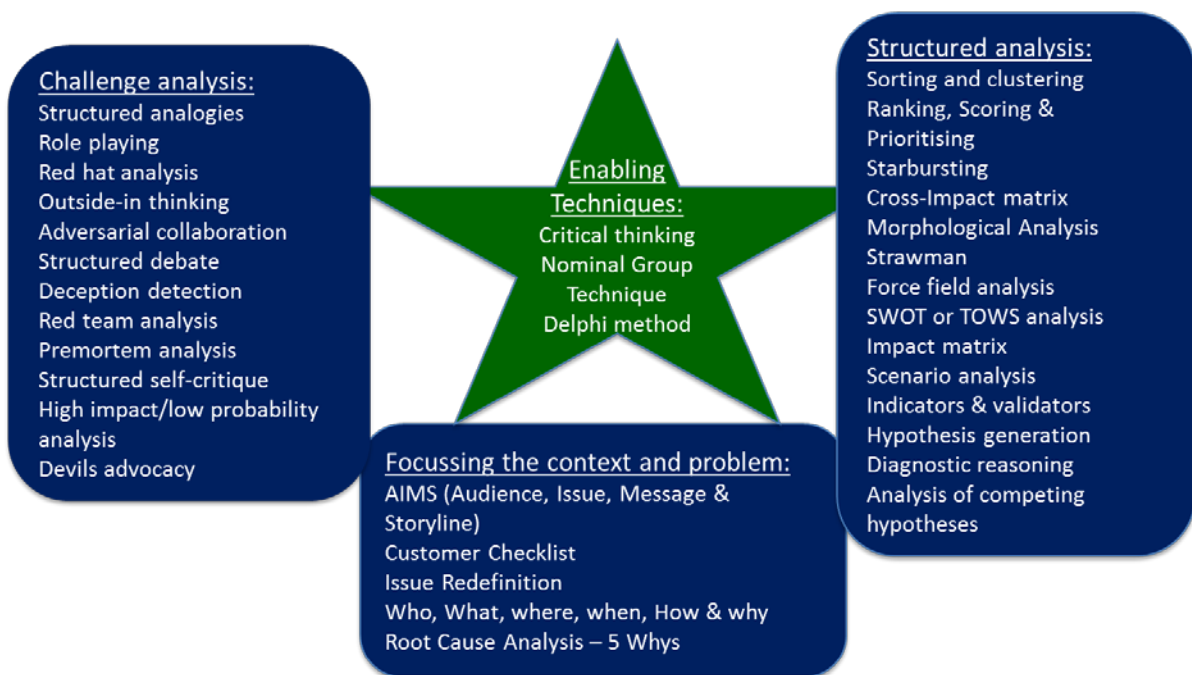 Challenge analysis:
Structured analogies
Role playing
Red hat analysis
Outside-in thinking
Adversarial collaboration
Structured debate
Deception detection
Red team analysis
Premortem analysis
Structured self-critique
High impact/low probability
analysis
Devils advocacy
Enabling
Techniques:
Critical thinking
Nominal Group
Technique
Delphi method
Structured analysis:
Sorting and clustering
Ranking, Scoring &
Prioritising
Starbursting
Cross-Impact matrix
Morphological Analysis
Strawman
Force field analysis
SWOT or TOWS analysis
Impact matrix
Scenario analysis
Indicators & validators
Hypothesis generation
Diagnostic reasoning
Analysis of competing
hypotheses
Focussing the context and problem:
AIMS (Audience, Issue, Message &
Storyline)
Customer Checklist
Issue Redefinition
Who, What, where, when, How & why
Root Cause Analysis – 5 Whys